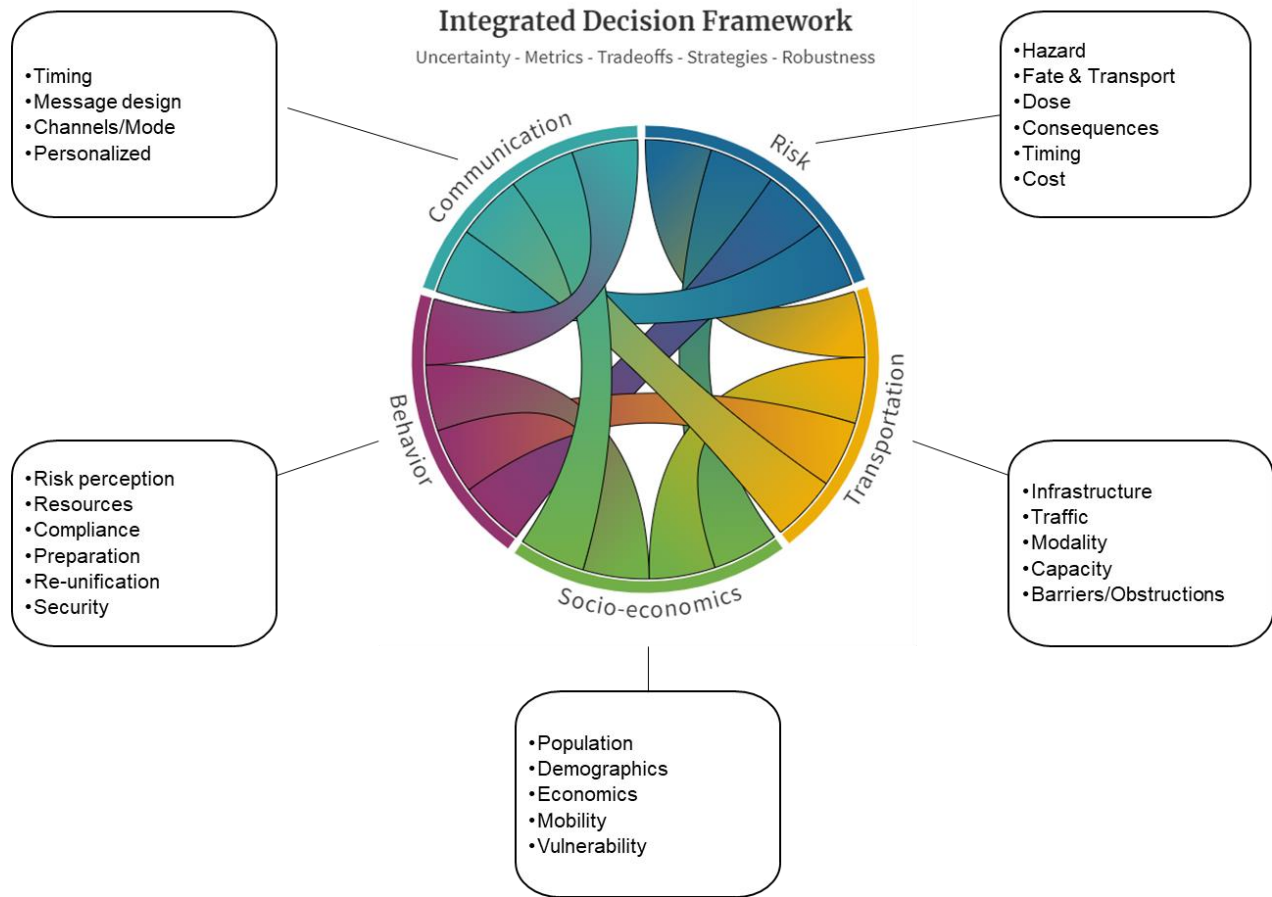 Integrated Decision Framework
Uncertainty - Metrics - Tradeoffs - Strategies - Robustness
•Timing
•Message design
•Channels/Mode
•Personalized
•Hazard
•Fate & Transport
•Dose
•Consequences
•Timing
•Cost
Communication
Risk
Behavior
Transportation
Socio-economics
•Risk perception
•Resources
•Compliance
•Preparation
•Re-unification
•Security
•Infrastructure
•Traffic
•Modality
•Capacity
•Barriers/Obstructions
•Population
•Demographics
•Economics
•Mobility
•Vulnerability